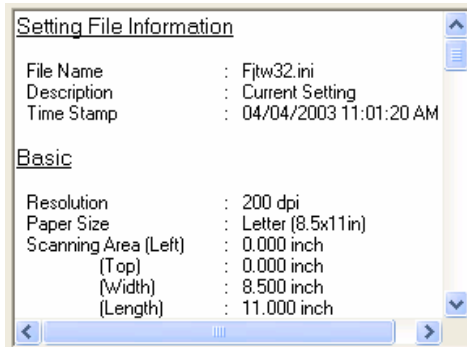 Setting File Information
File Name : Fjtw32.ini
Description : Current Setting
Time Stamp : 04/04/2003 11:01:20 AM
Basic
Resolution : 200 dpi
Paper Size : Letter (8.5x11in)
Scanning Area (Left) : 0.000 inch
(Top) : 0.000 inch
(Width) : 8.500 inch
(Length) : 11.000 inch